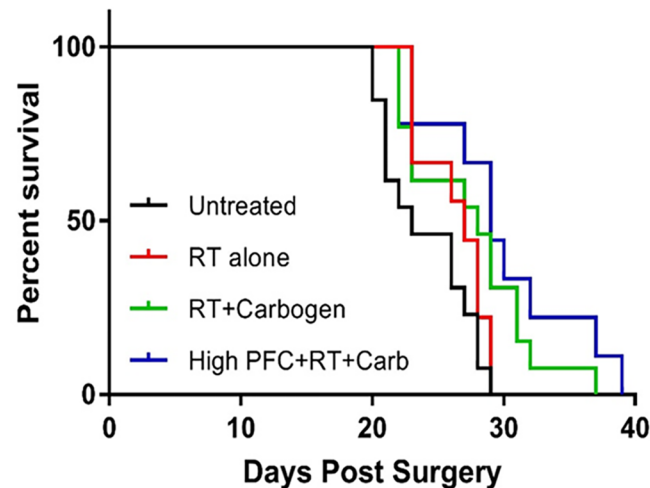 100
50
0
Percent survival
Untreated
RT alone
RT+Carbogen
High PFC+RT+Carb
0 10 20 30 40
Days Post Surgery